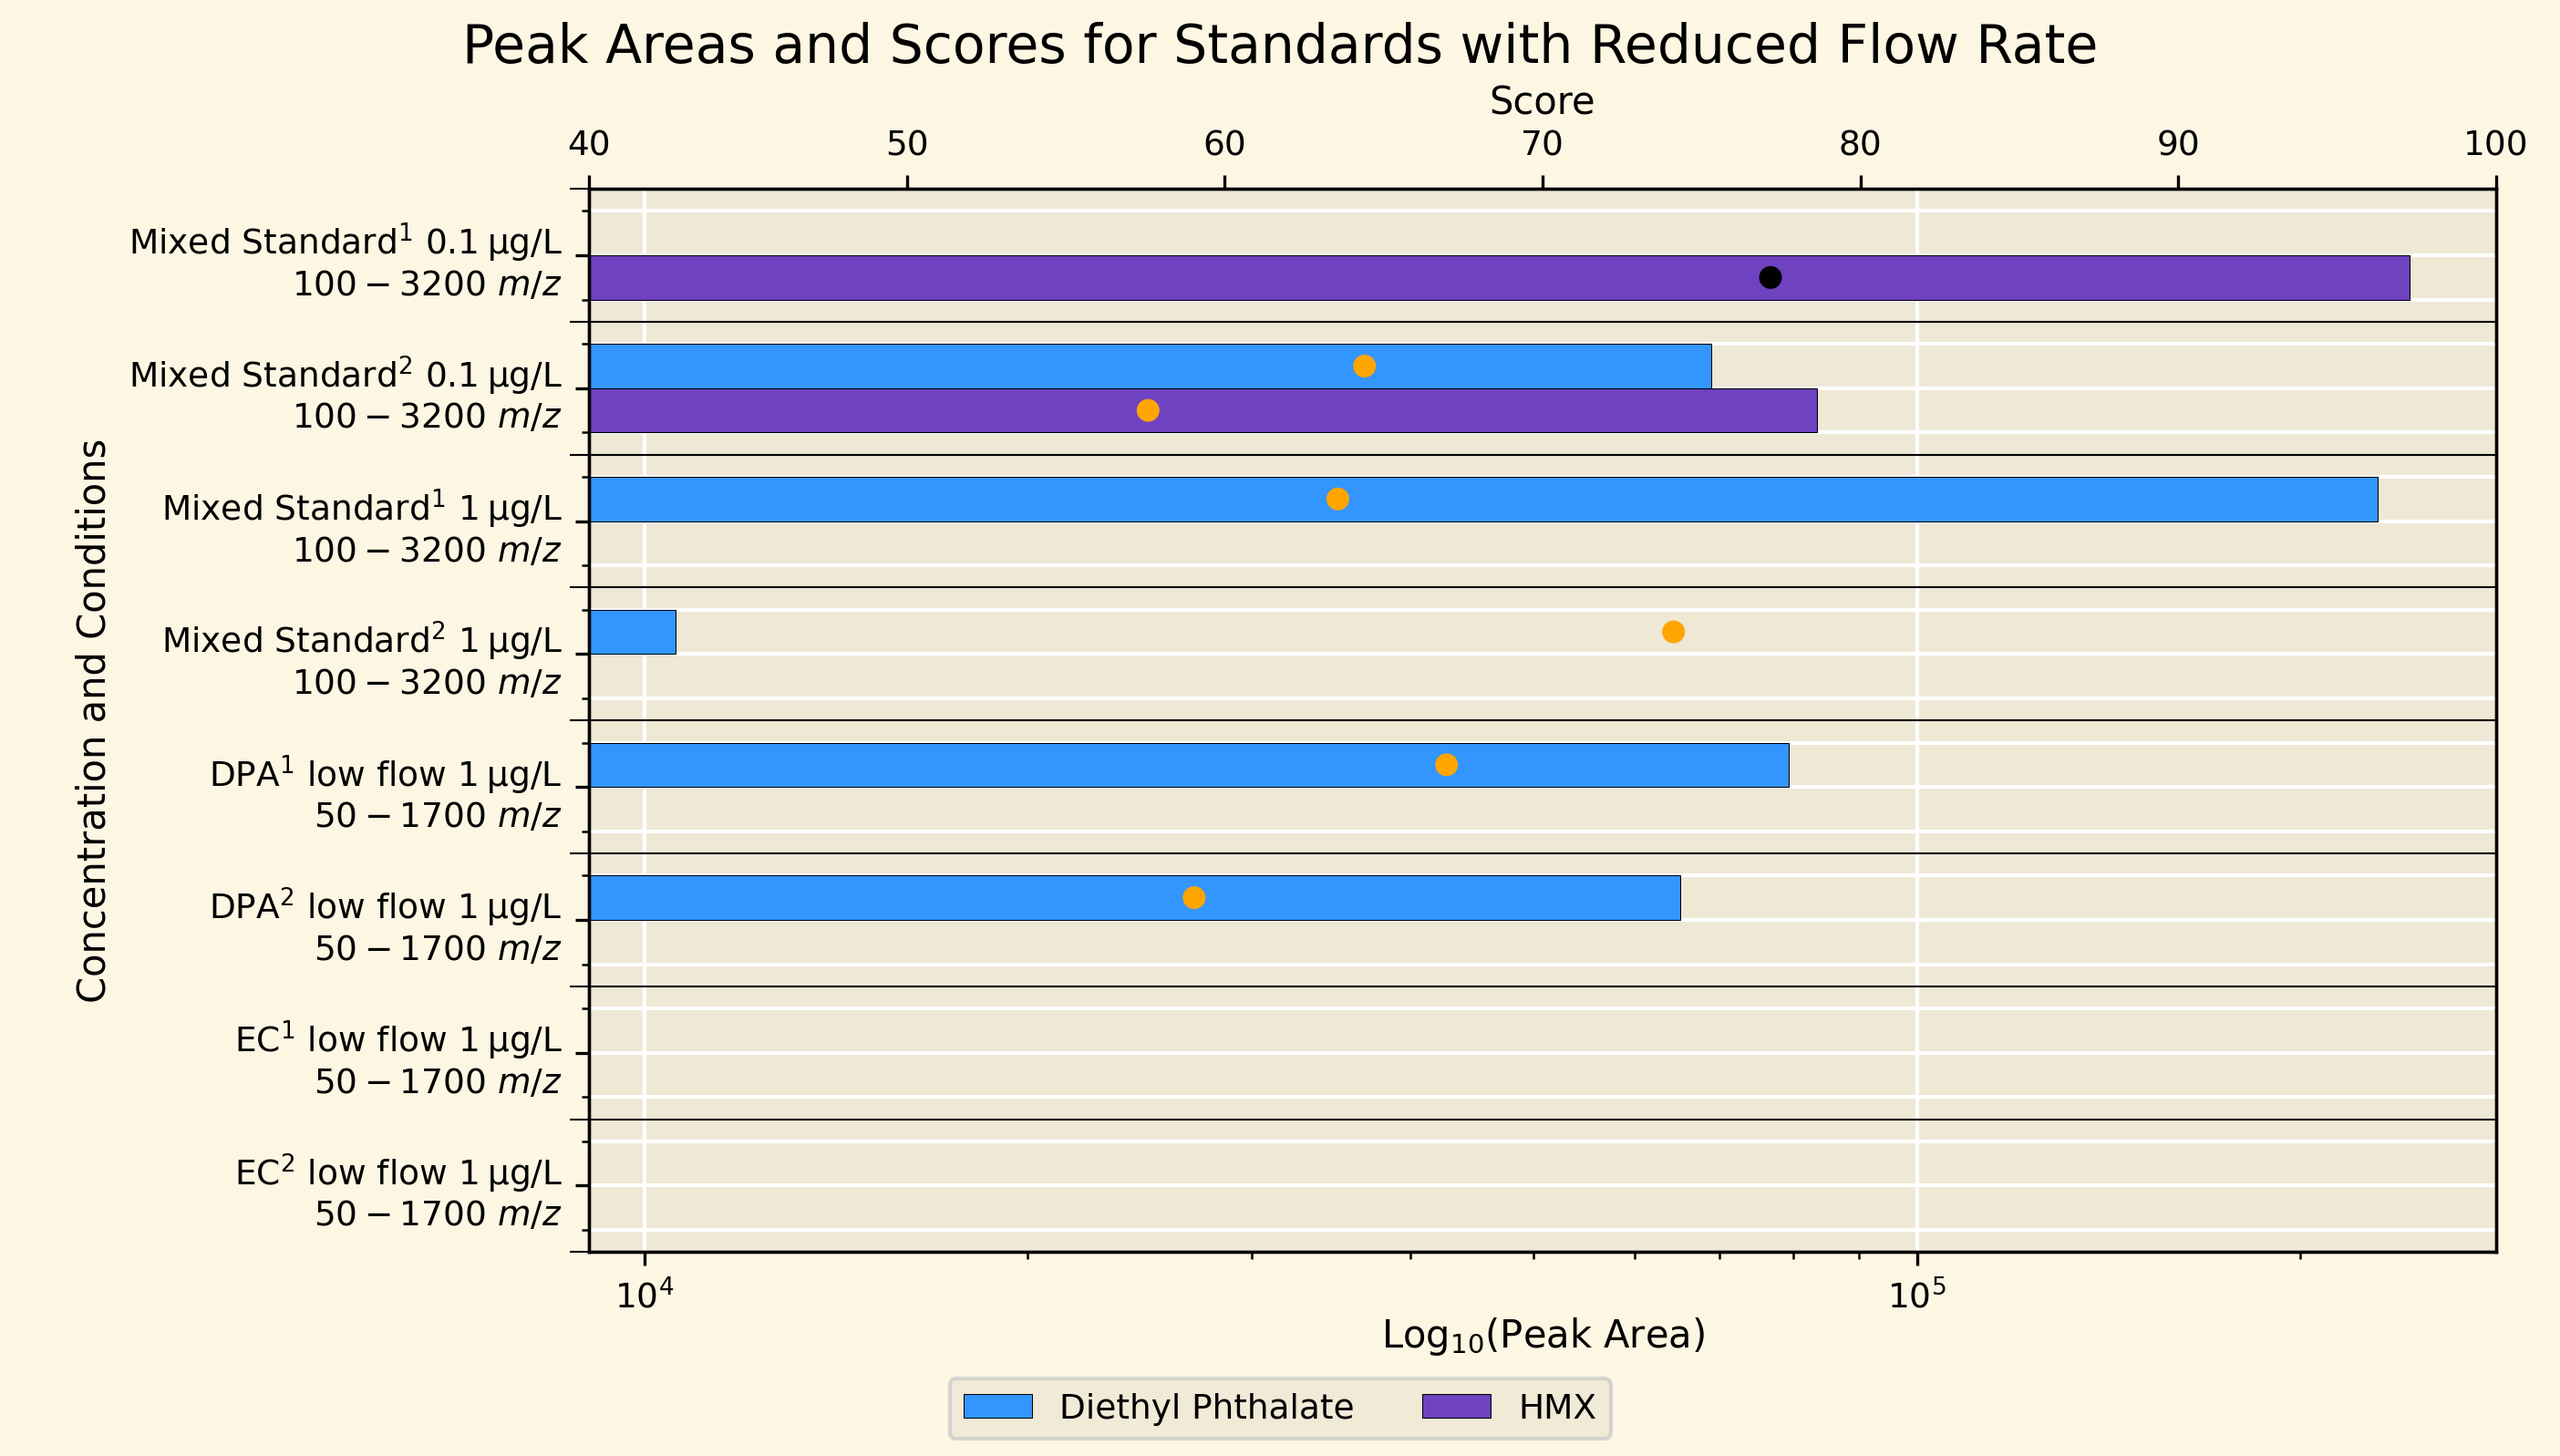 Peak Areas and Scores for Standards with Reduced Flow Rate
Score
40 50 60 70 80 90 100
Concentration and Conditions
Mixed Standard¹ 0.1 µg/L
100 − 3200 m/z
Mixed Standard² 0.1 µg/L
100 − 3200 m/z
Mixed Standard¹ 1 µg/L
100 − 3200 m/z
Mixed Standard² 1 µg/L
100 − 3200 m/z
DPA¹ low flow 1 µg/L
50 − 1700 m/z
DPA² low flow 1 µg/L
50 − 1700 m/z
EC¹ low flow 1 µg/L
50 − 1700 m/z
EC² low flow 1 µg/L
50 − 1700 m/z
10⁴ 10⁵
Log₁₀(Peak Area)
Diethyl Phthalate HMX